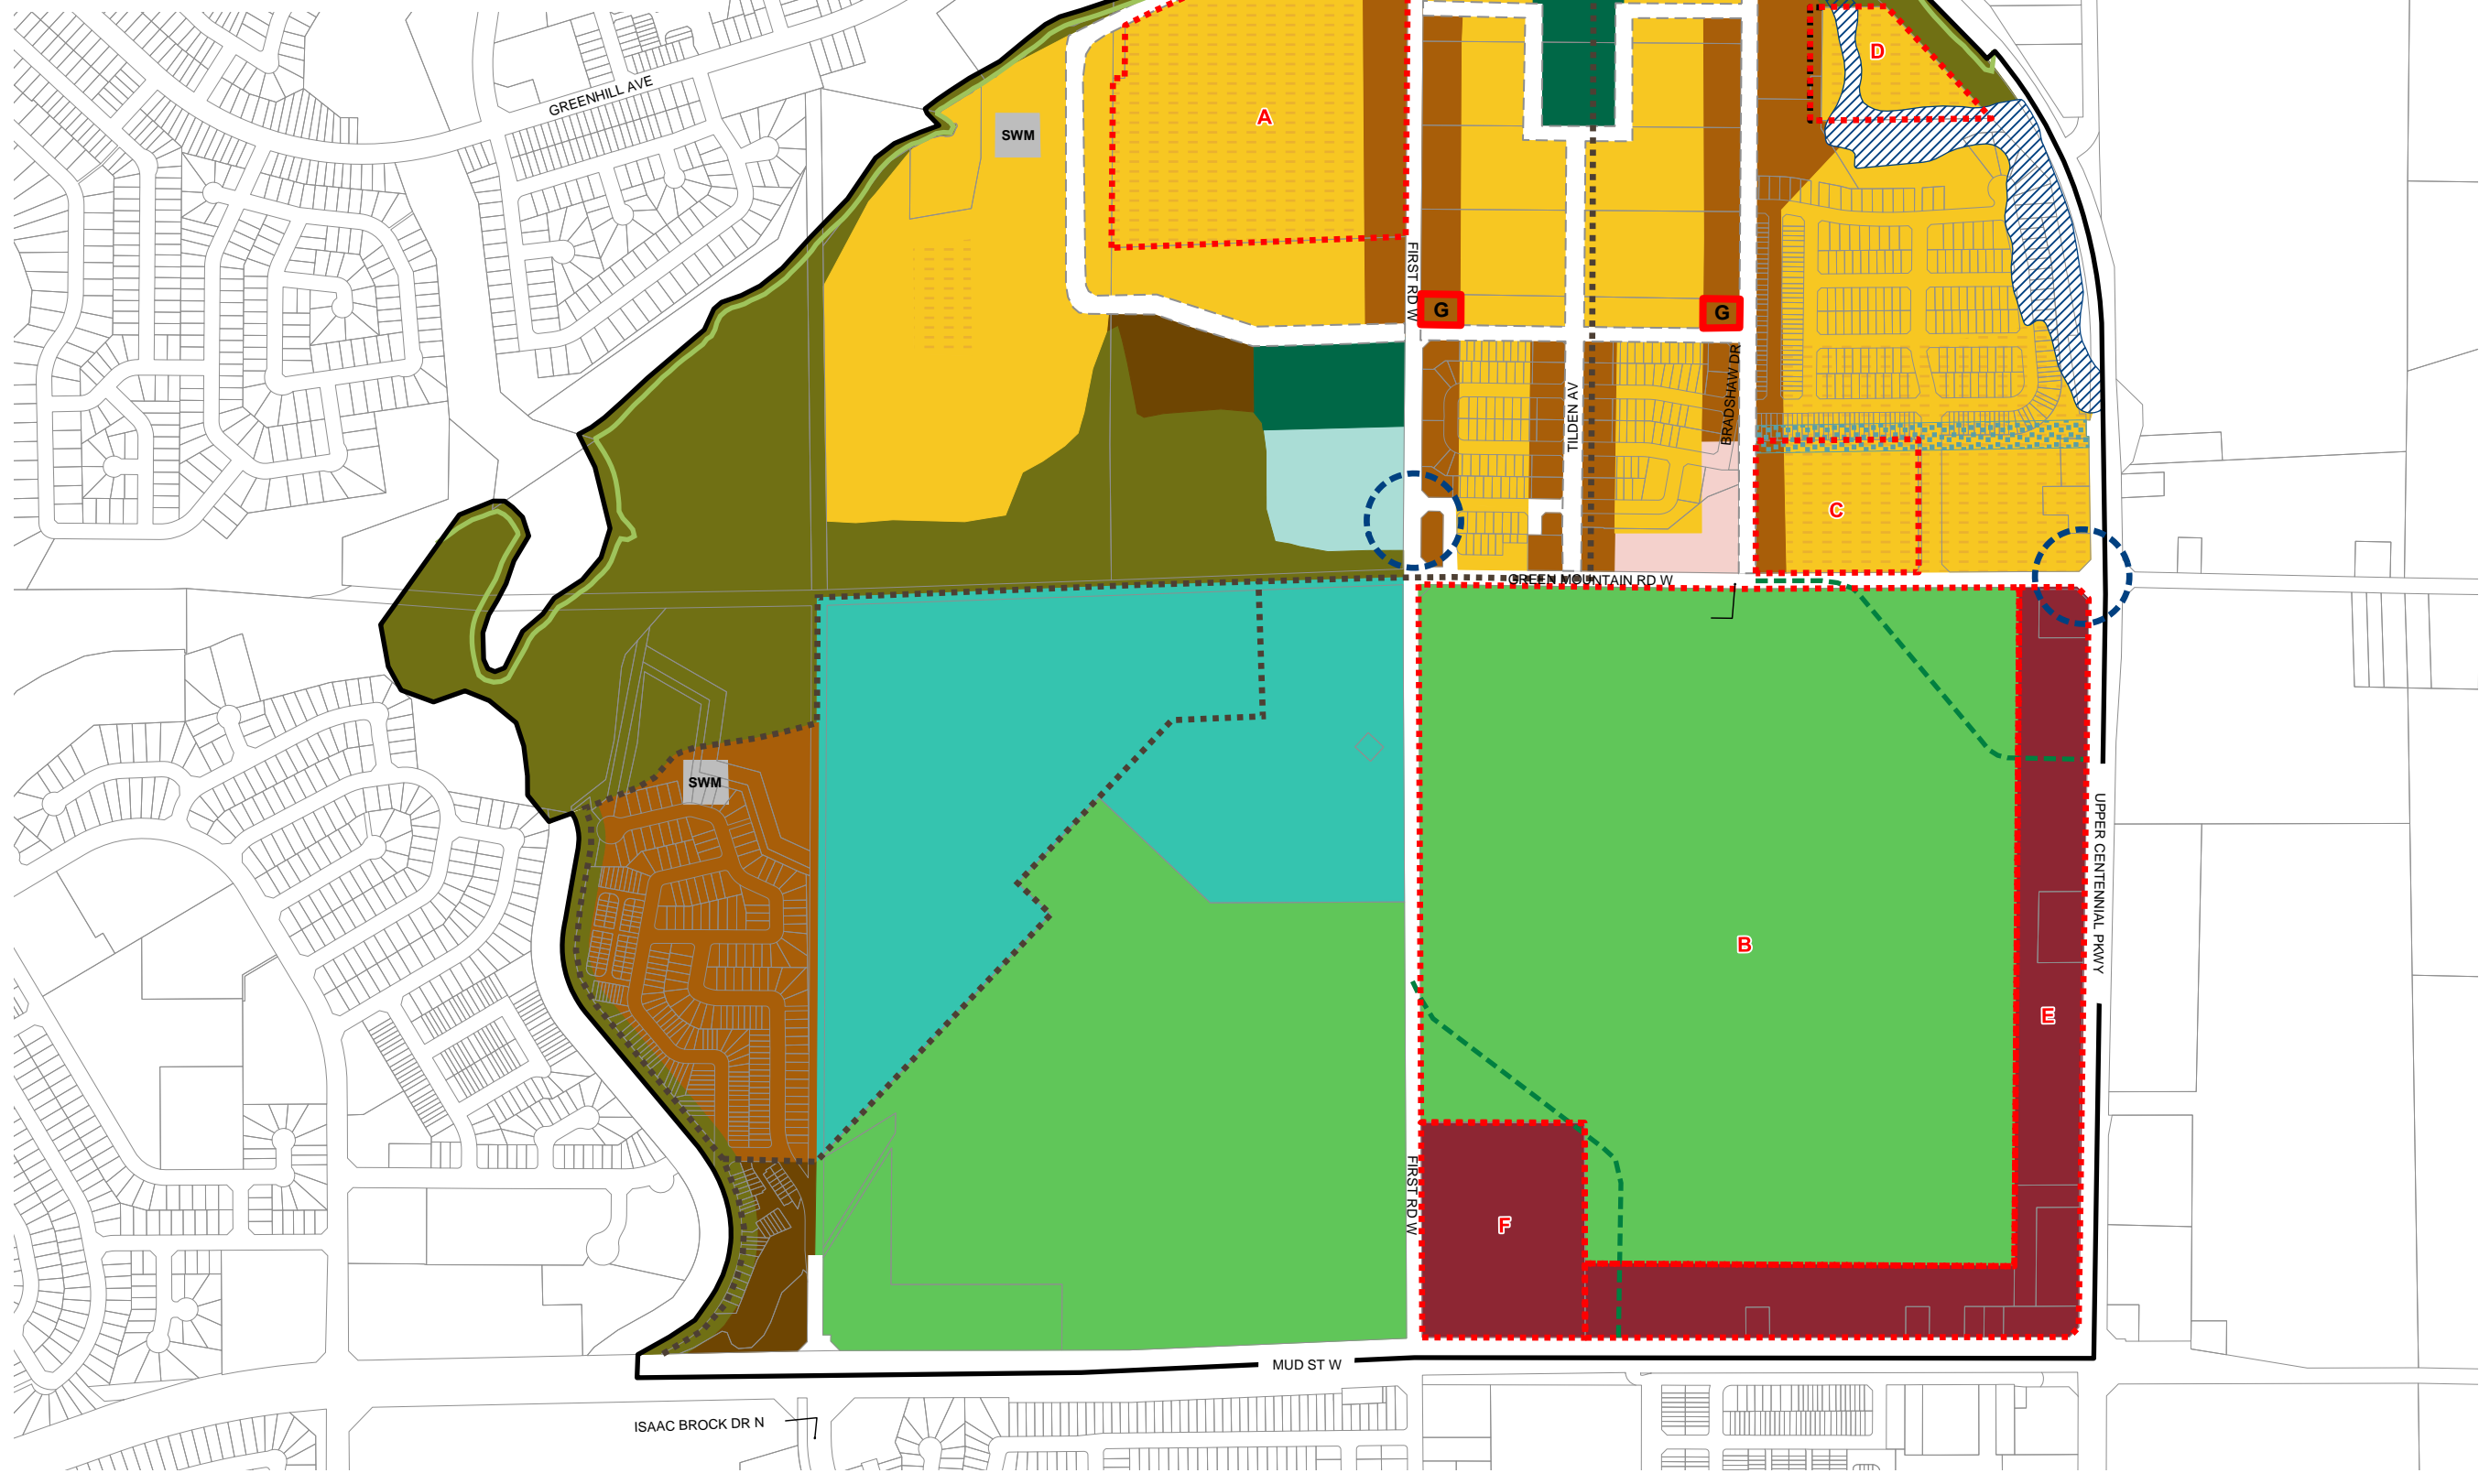 D
GREENHILL AVE
A
SWM
FIRST RD W
G
G
BRADSHAW DR
TILDEN AV
C
GREEN MOUNTAIN RD W
SWM
UPPER CENTENNIAL PKWY
B
E
FIRST RD W
F
MUD ST W
ISAAC BROCK DR N